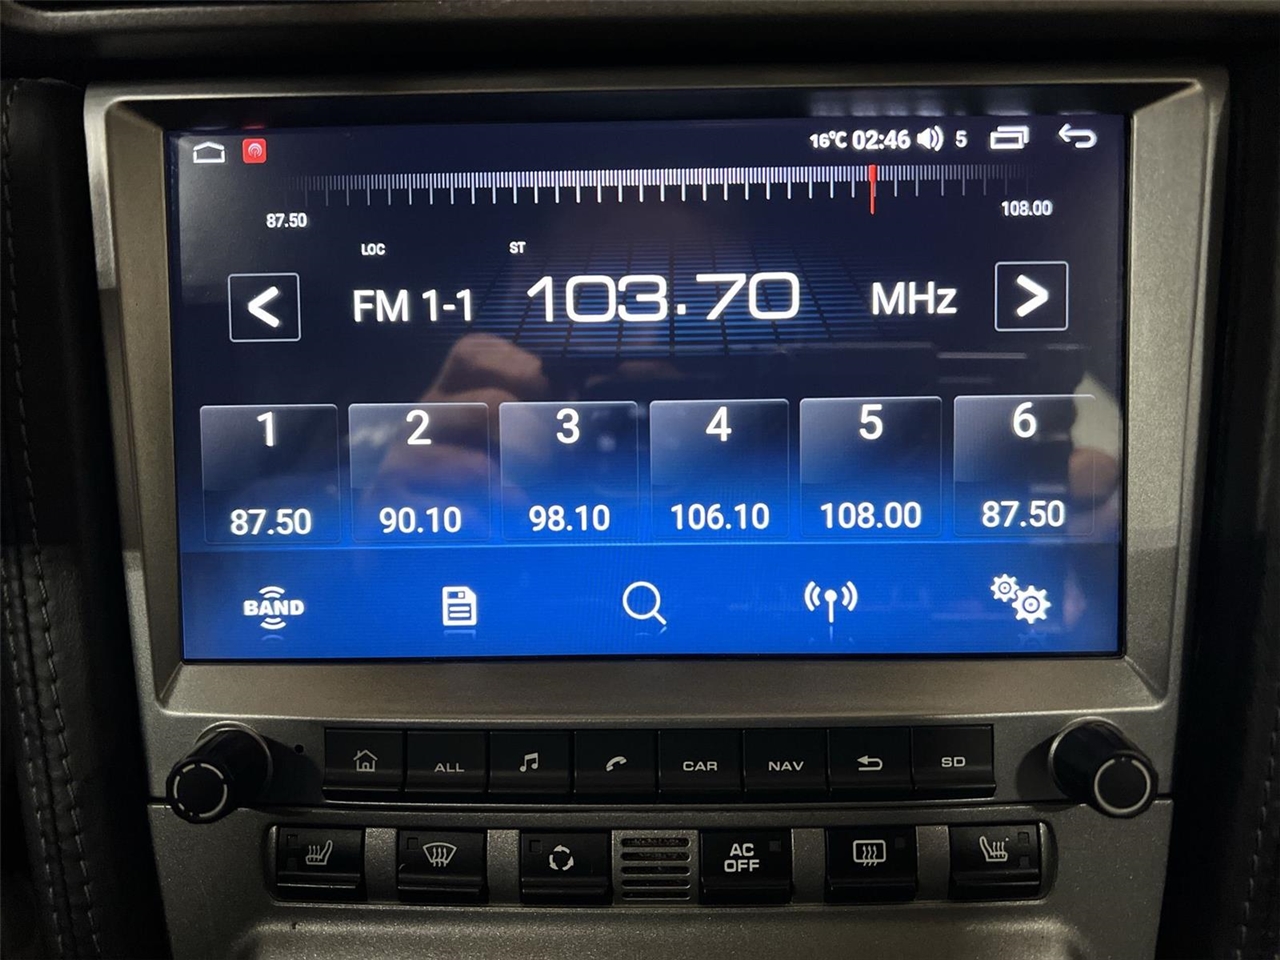 16°C 02:46 5
87.50 108.00
LOC ST
FM 1-1 103.70 MHz
1 2 3 4 5 6
87.50 90.10 98.10 106.10 108.00 87.50
BAND
ALL CAR NAV SD
AC
OFF